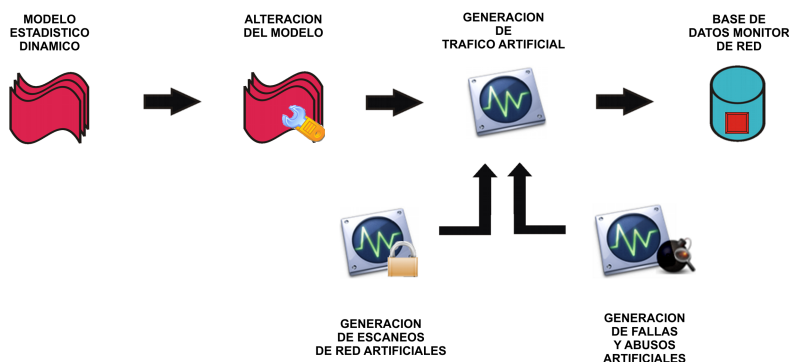 MODELO
ESTADISTICO
DINAMICO
ALTERACION
DEL MODELO
GENERACION
DE
TRAFICO ARTIFICIAL
BASE DE
DATOS MONITOR
DE RED
GENERACION
DE ESCANEOS
DE RED ARTIFICIALES
GENERACION
DE FALLAS
Y ABUSOS
ARTIFICIALES